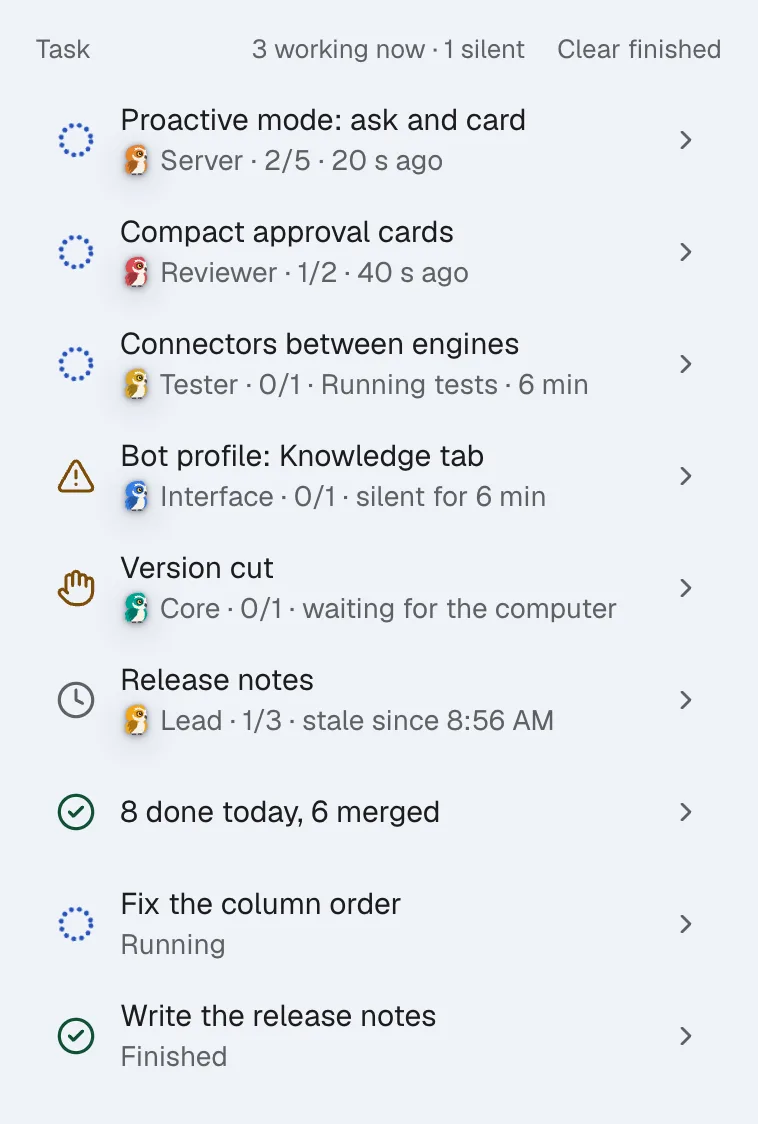 Task 3 working now · 1 silent Clear finished
Proactive mode: ask and card
Server · 2/5 · 20 s ago
Compact approval cards
Reviewer · 1/2 · 40 s ago
Connectors between engines
Tester · 0/1 · Running tests · 6 min
Bot profile: Knowledge tab
Interface · 0/1 · silent for 6 min
Version cut
Core · 0/1 · waiting for the computer
Release notes
Lead · 1/3 · stale since 8:56 AM
8 done today, 6 merged
Fix the column order
Running
Write the release notes
Finished